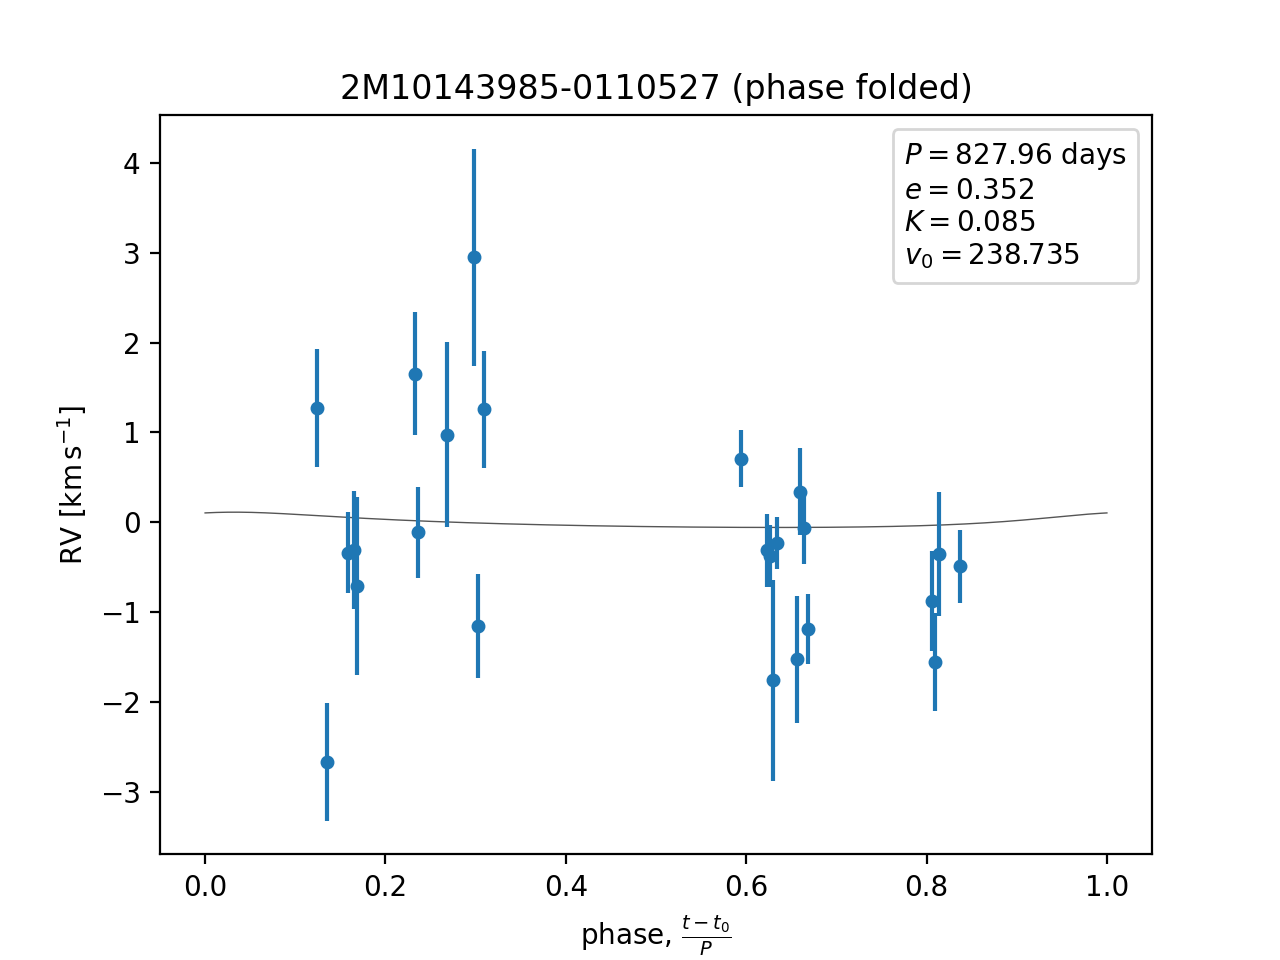 2M10143985-0110527 (phase folded)
P = 827.96 days
e = 0.352
K = 0.085
v₀ = 238.735
RV [km s⁻¹]
4
3
2
1
0
−1
−2
−3
0.0 0.2 0.4 0.6 0.8 1.0
phase, (t − t₀)/P